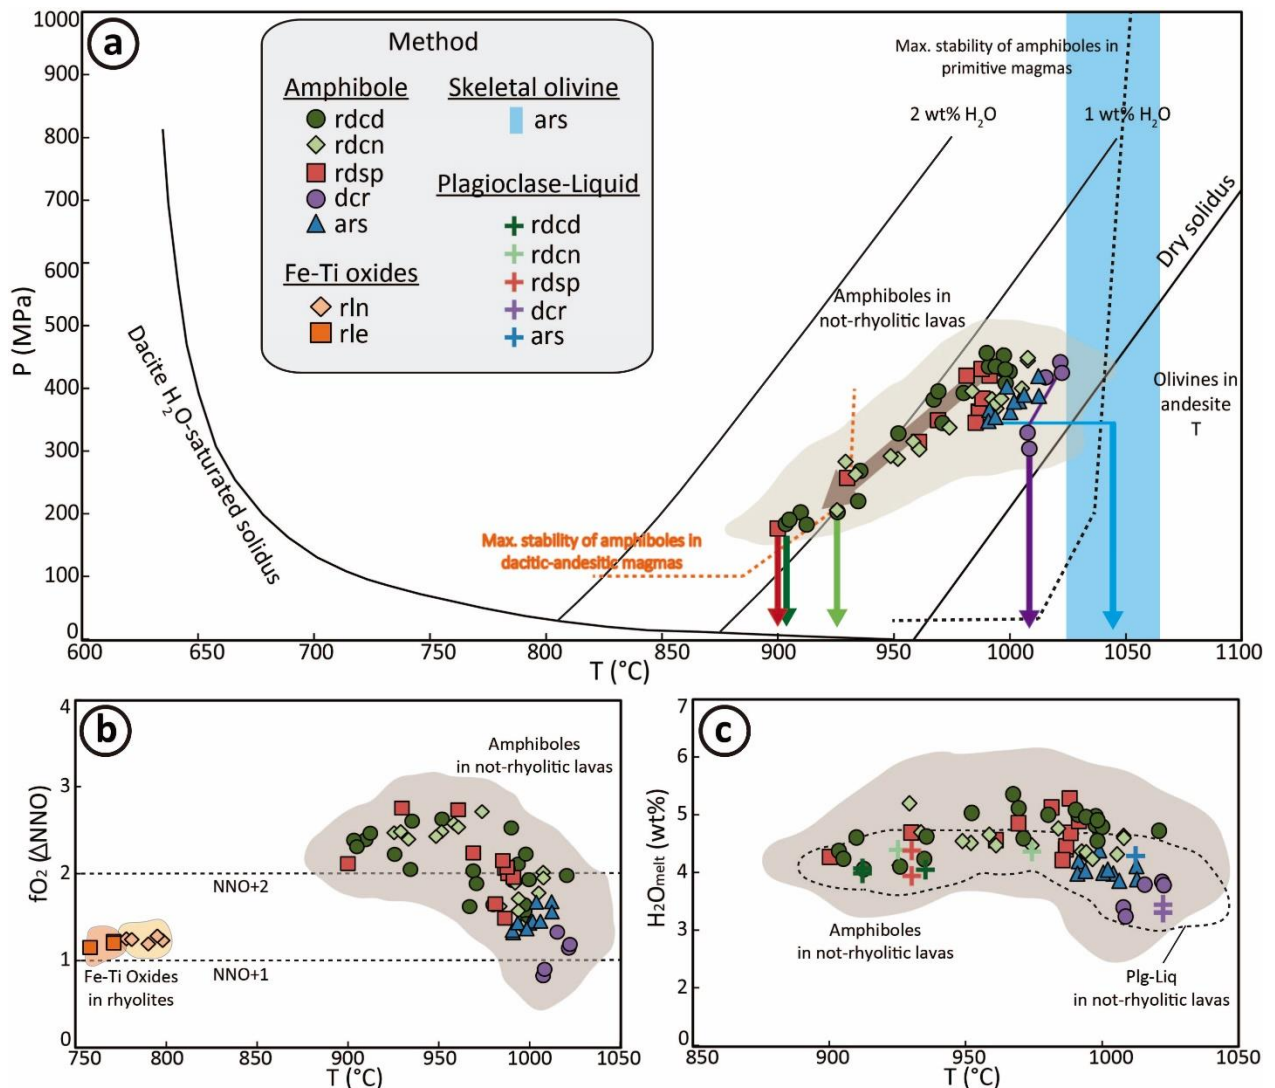 a
Method
Amphibole
rdcd
rdcn
rdsp
dcr
ars
Fe-Ti oxides
rln
rle
Skeletal olivine
ars
Plagioclase-Liquid
rdcd
rdcn
rdsp
dcr
ars
Max. stability of amphiboles in
primitive magmas
2 wt% H₂O
1 wt% H₂O
Dry solidus
Amphiboles in
not-rhyolitic lavas
Olivines in
andesite
T
Dacite H₂O-saturated solidus
Max. stability of amphiboles in
dacitic-andesitic magmas
P (MPa)
1000
900
800
700
600
500
400
300
200
100
0
600
650
700
750
800
850
900
950
1000
1050
1100
T (°C)
b
Amphiboles
in not-rhyolitic lavas
NNO+2
NNO+1
Fe-Ti Oxides
in rhyolites
fO₂ (ΔNNO)
4
3
2
1
0
750
800
850
900
950
1000
1050
T (°C)
c
Amphiboles
in not-rhyolitic lavas
Plg-Liq
in not-rhyolitic lavas
H₂Omelt (wt%)
7
6
5
4
3
2
1
0
850
900
950
1000
1050
T (°C)